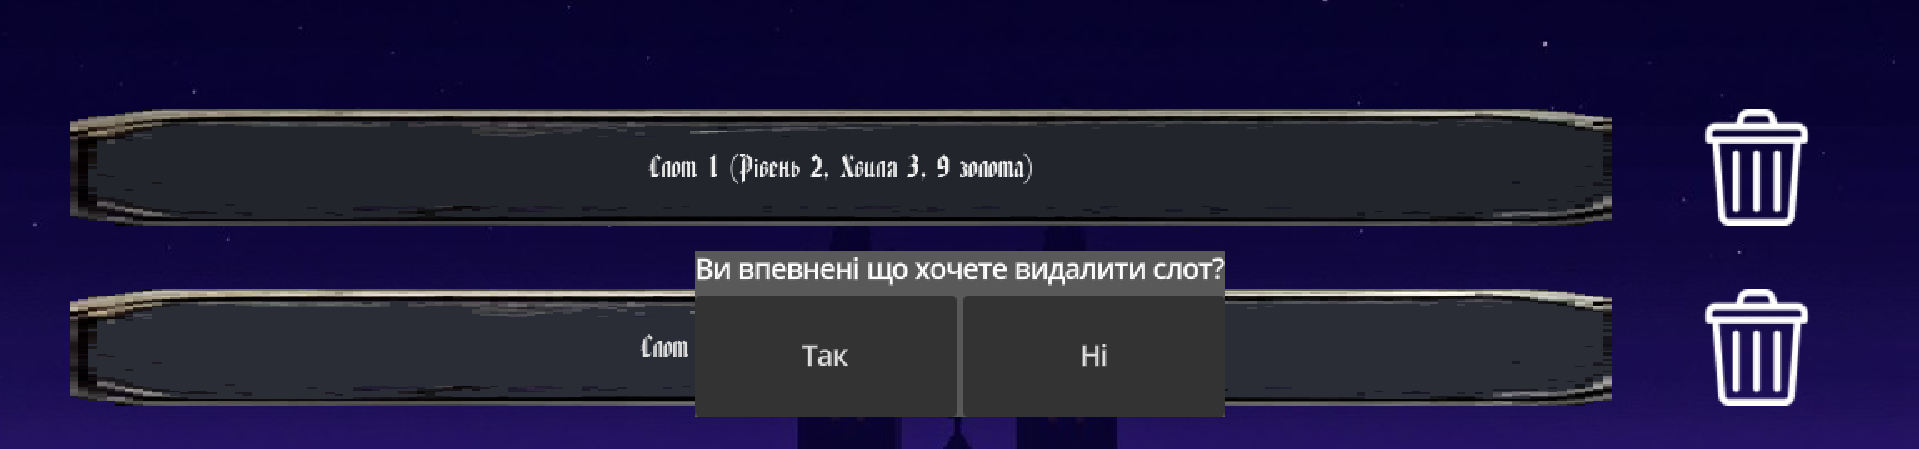 Слот 1 (Рівень 2, Хвиля 3, 9 золота)
Ви впевнені що хочете видалити слот?
Слот
Так
Ні